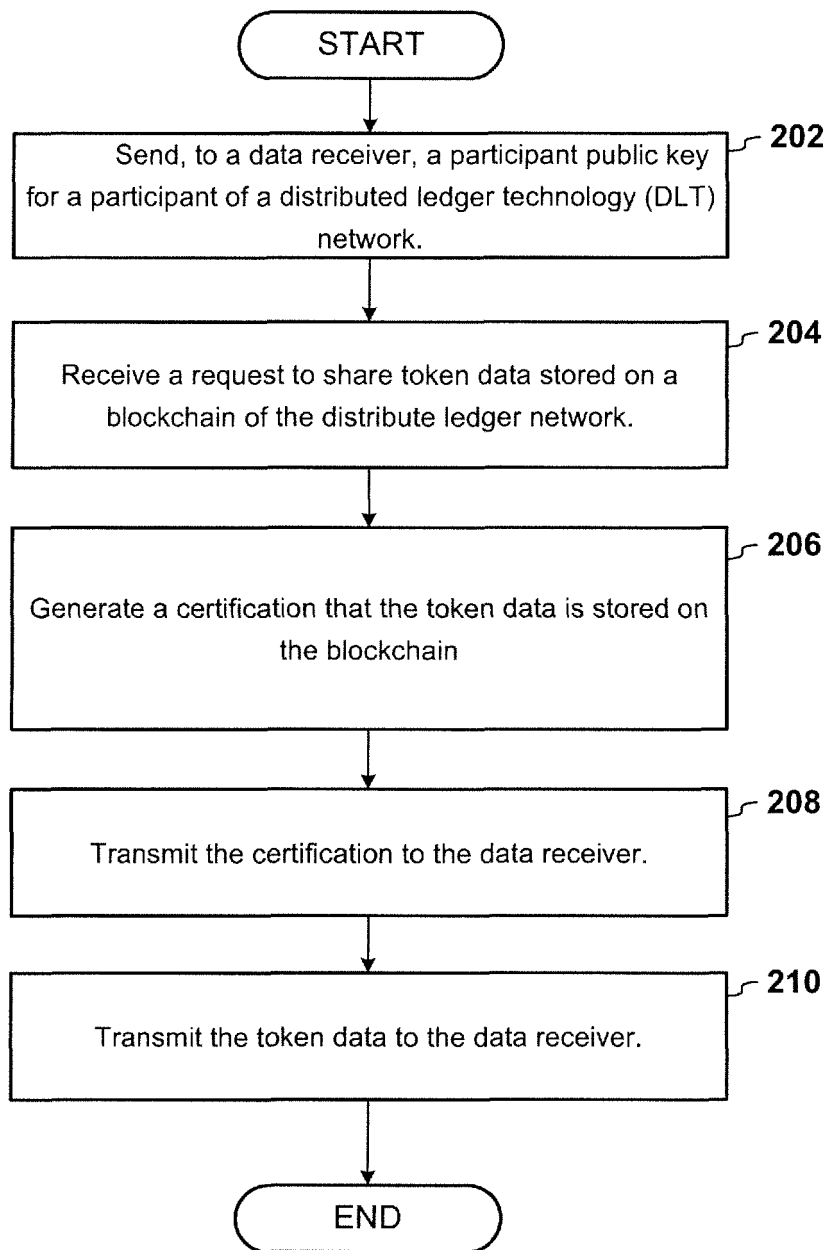 START
202
Send, to a data receiver, a participant public key
for a participant of a distributed ledger technology (DLT)
network.
204
Receive a request to share token data stored on a
blockchain of the distribute ledger network.
206
Generate a certification that the token data is stored on
the blockchain
208
Transmit the certification to the data receiver.
210
Transmit the token data to the data receiver.
END